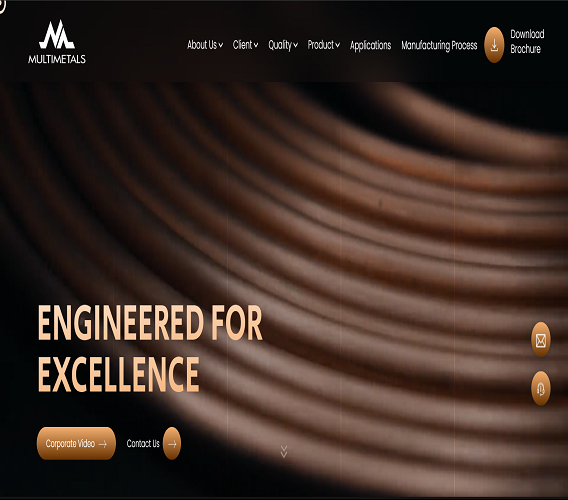 MULTIMETALS
About Us
Client
Quality
Product
Applications
Manufacturing Process
Download
Brochure
ENGINEERED FOR
EXCELLENCE
Corporate Video
Contact Us